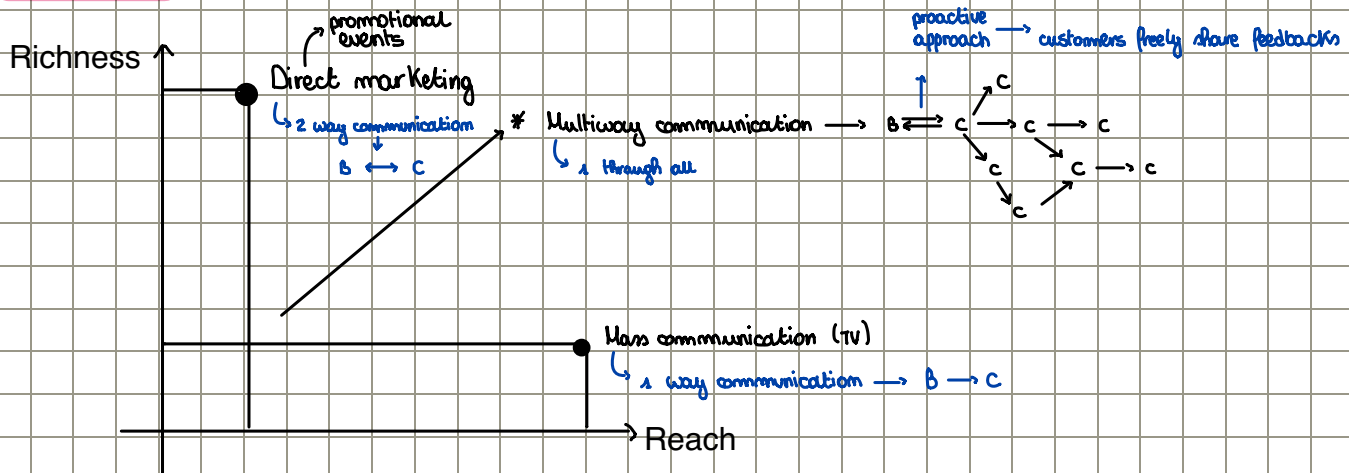 promotional
events
Richness
Direct marketing
2 way communication
B C
proactive
approach customers freely share feedbacks
* Multiway communication B C C C
1 through all
C
C
C C
C
Mass communication (TV)
1 way communication B C
Reach